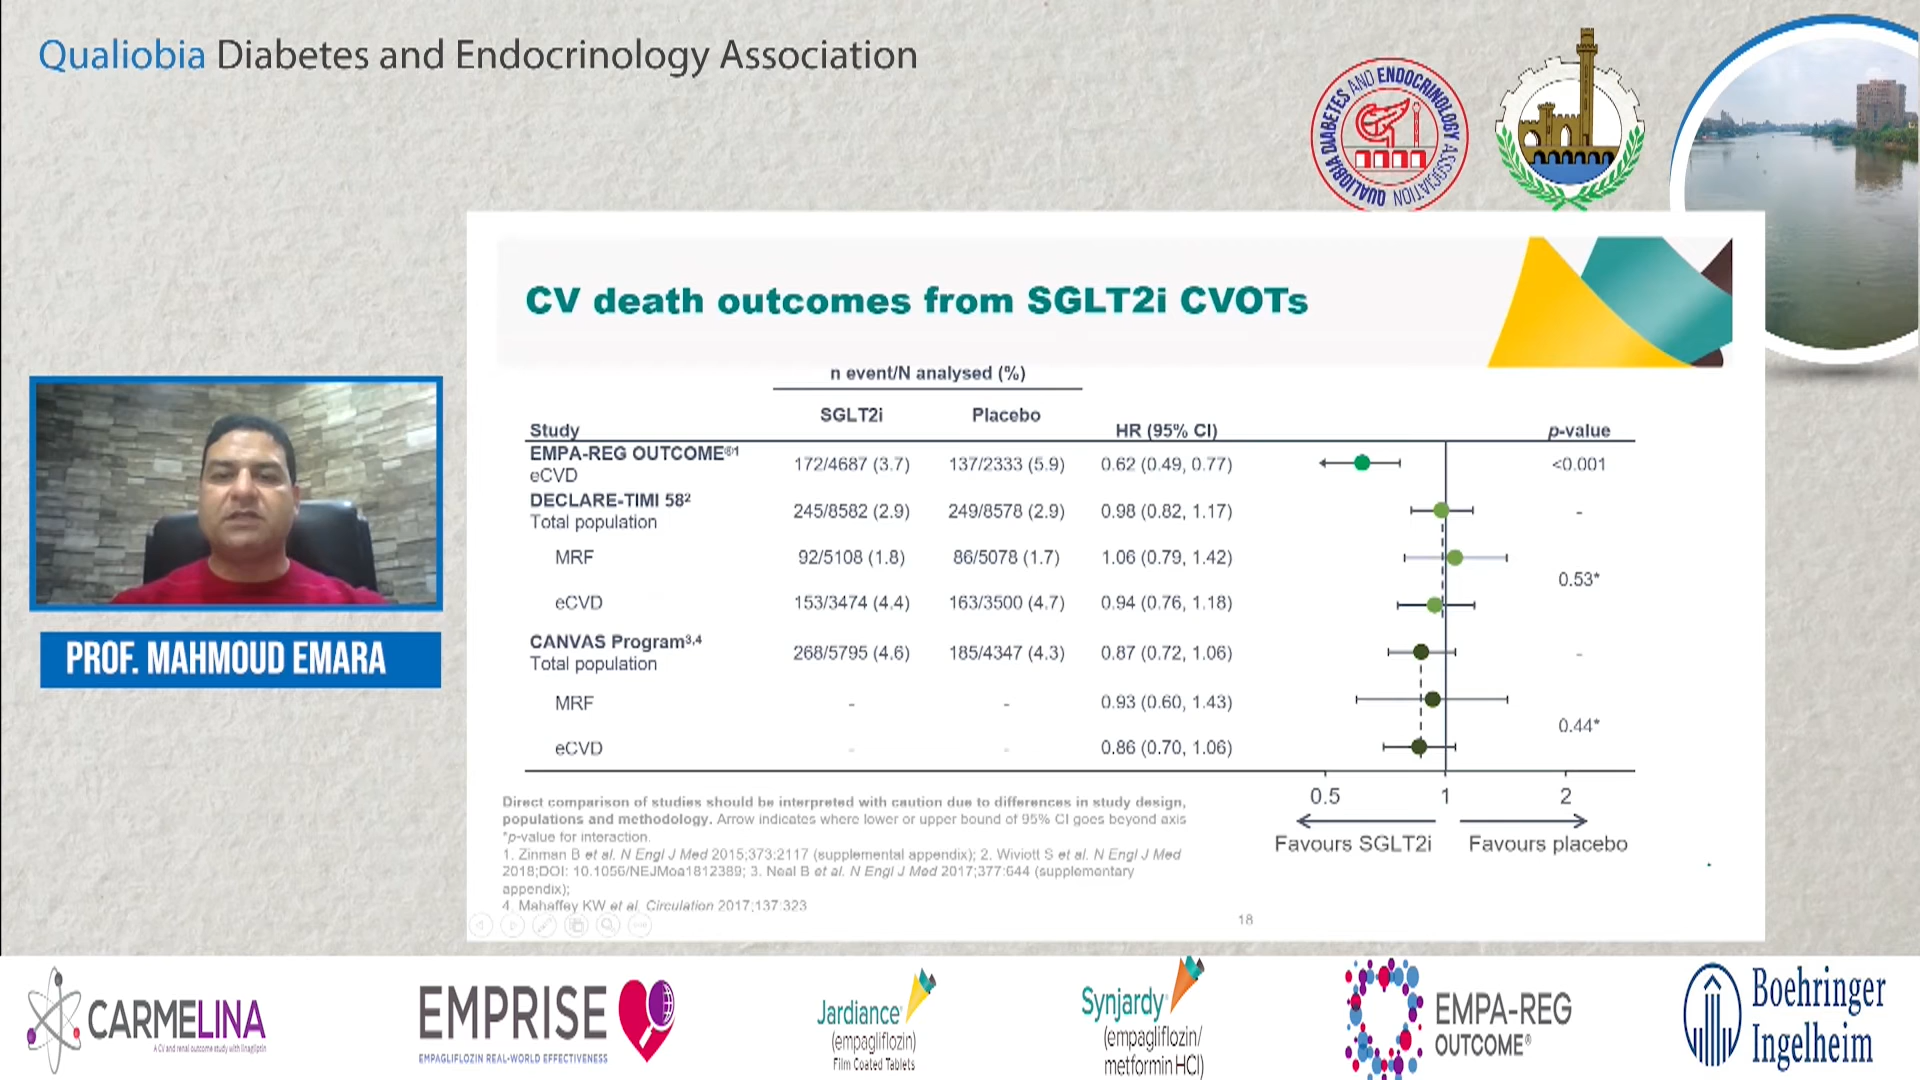 Qualiobia Diabetes and Endocrinology Association
QUALIOBIA DIABETES AND ENDOCRINOLOGY ASSOCIATION
CV death outcomes from SGLT2i CVOTs
n event/N analysed (%)
Study SGLT2i Placebo HR (95% CI) p-value
EMPA-REG OUTCOME®1
eCVD 172/4687 (3.7) 137/2333 (5.9) 0.62 (0.49, 0.77) <0.001
DECLARE-TIMI 58²
Total population 245/8582 (2.9) 249/8578 (2.9) 0.98 (0.82, 1.17) -
MRF 92/5108 (1.8) 86/5078 (1.7) 1.06 (0.79, 1.42)
0.53*
eCVD 153/3474 (4.4) 163/3500 (4.7) 0.94 (0.76, 1.18)
CANVAS Program³,⁴
Total population 268/5795 (4.6) 185/4347 (4.3) 0.87 (0.72, 1.06) -
MRF - - 0.93 (0.60, 1.43)
0.44*
eCVD - - 0.86 (0.70, 1.06)
0.5 1 2
Favours SGLT2i Favours placebo
Direct comparison of studies should be interpreted with caution due to differences in study design,
populations and methodology. Arrow indicates where lower or upper bound of 95% CI goes beyond axis
*p-value for interaction.
1. Zinman B et al. N Engl J Med 2015;373:2117 (supplemental appendix); 2. Wiviott S et al. N Engl J Med
2018;DOI: 10.1056/NEJMoa1812389; 3. Neal B et al. N Engl J Med 2017;377:644 (supplementary
appendix);
4. Mahaffey KW et al. Circulation 2017;137:323
18
PROF. MAHMOUD EMARA
CARMELINA
A CV and renal outcome study with linagliptin
EMPRISE
EMPAGLIFLOZIN REAL-WORLD EFFECTIVENESS
Jardiance®
(empagliflozin)
Film Coated Tablets
Synjardy®
(empagliflozin/
metformin HCl)
EMPA-REG
OUTCOME®
Boehringer
Ingelheim